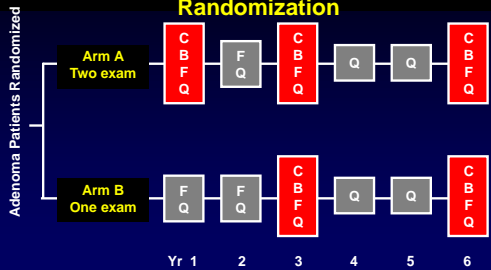 Randomization
Adenoma Patients Randomized
Arm A
Two exam
C
B
F
Q
F
Q
C
B
F
Q
Q
Q
C
B
F
Q
Arm B
One exam
F
Q
F
Q
C
B
F
Q
Q
Q
C
B
F
Q
Yr 1 2 3 4 5 6